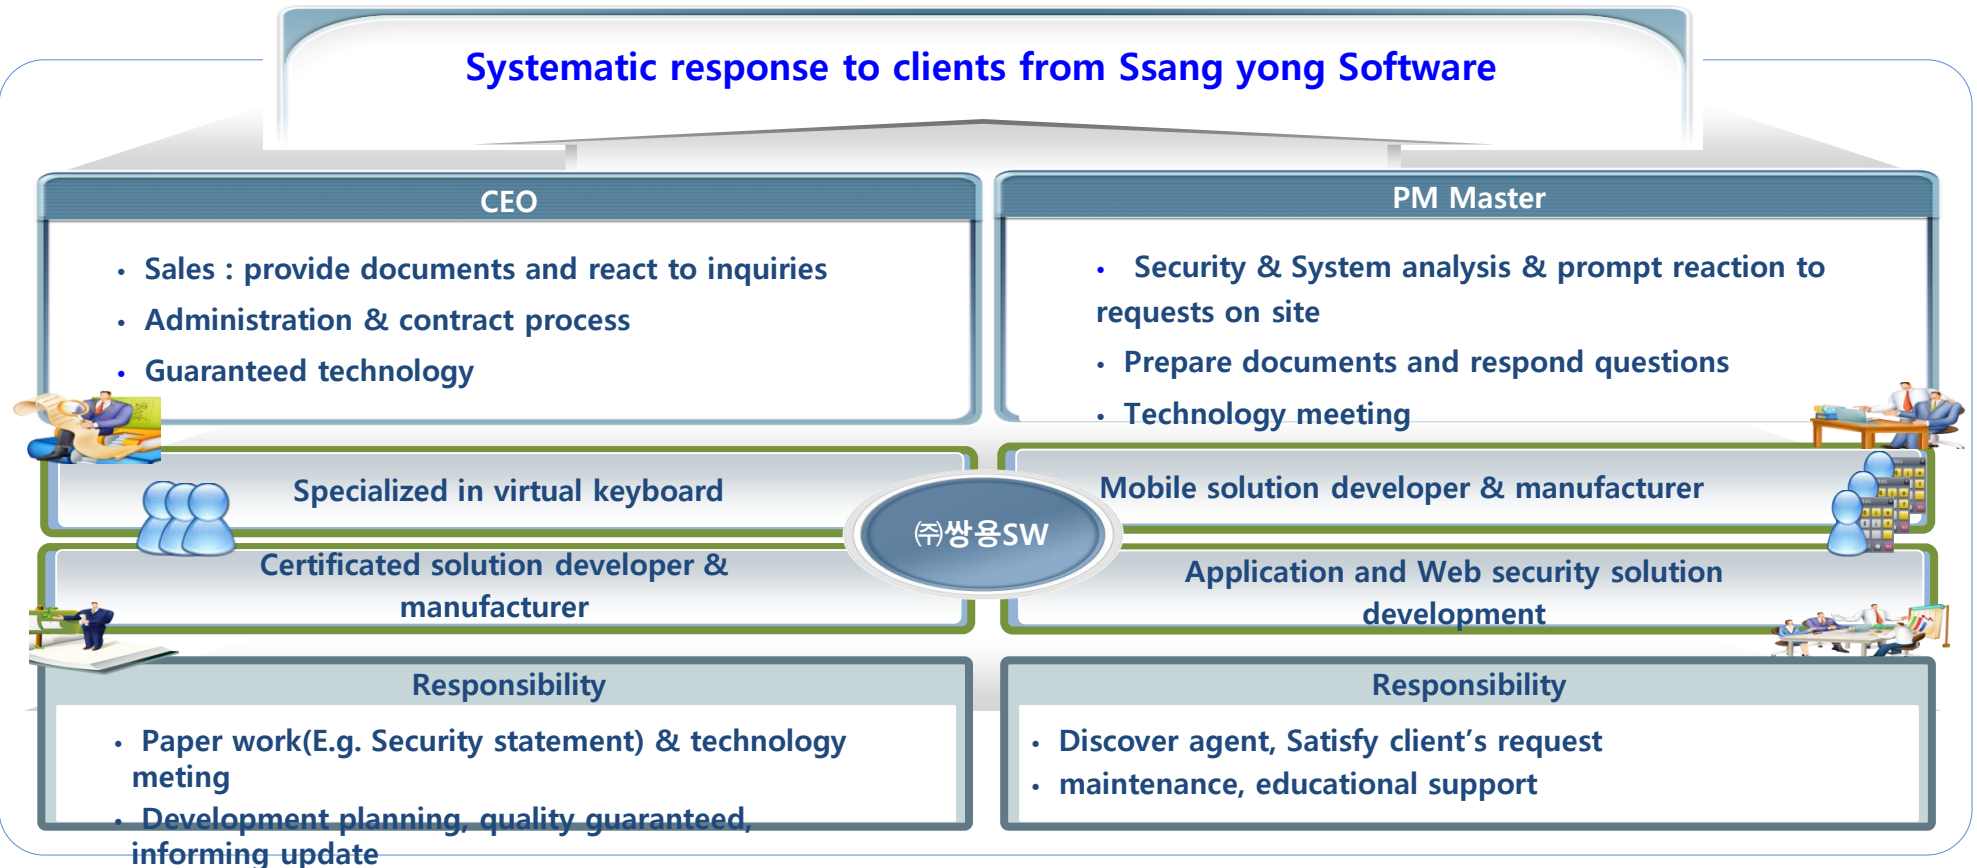 Systematic response to clients from Ssang yong Software
CEO
• Sales : provide documents and react to inquiries
• Administration & contract process
• Guaranteed technology
PM Master
• Security & System analysis & prompt reaction to
requests on site
• Prepare documents and respond questions
• Technology meeting
Specialized in virtual keyboard
Mobile solution developer & manufacturer
㈜쌍용SW
Certificated solution developer &
manufacturer
Application and Web security solution
development
Responsibility
• Paper work(E.g. Security statement) & technology
meting
• Development planning, quality guaranteed,
informing update
Responsibility
• Discover agent, Satisfy client’s request
• maintenance, educational support